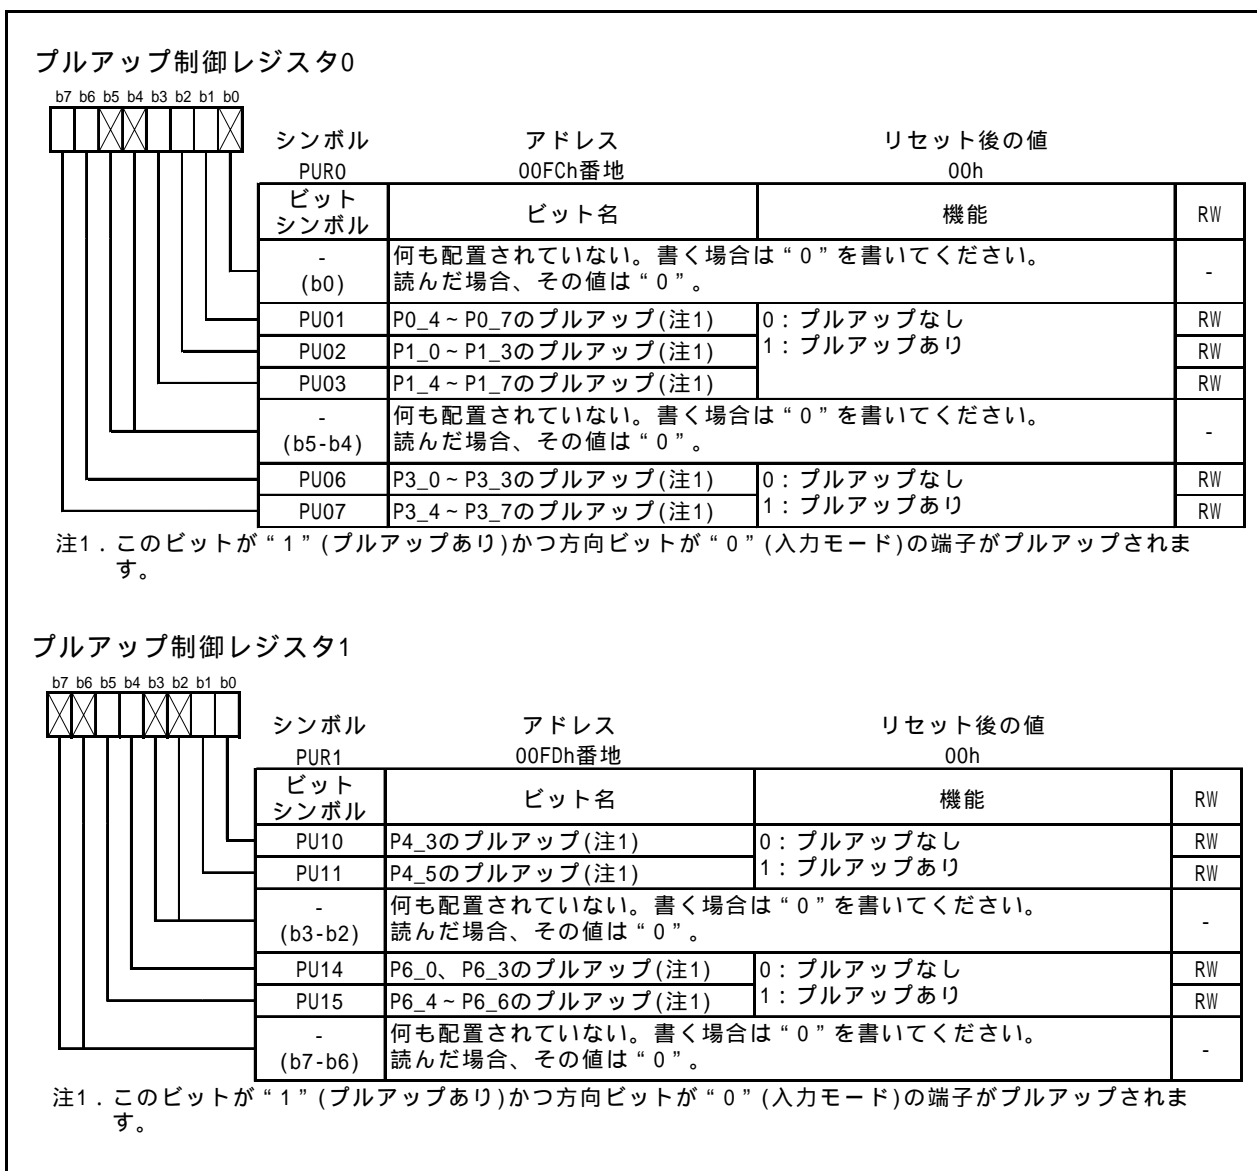 プルアップ制御レジスタ0
b7 b6 b5 b4 b3 b2 b1 b0
シンボル アドレス リセット後の値
PUR0 00FCh番地 00h
ビット
シンボル ビット名 機能 RW
-
(b0) 何も配置されていない。書く場合は“0”を書いてください。
読んだ場合、その値は“0”。 -
PU01 P0_4~P0_7のプルアップ(注1) 0:プルアップなし RW
PU02 P1_0~P1_3のプルアップ(注1) 1:プルアップあり RW
PU03 P1_4~P1_7のプルアップ(注1) RW
-
(b5-b4) 何も配置されていない。書く場合は“0”を書いてください。
読んだ場合、その値は“0”。 -
PU06 P3_0~P3_3のプルアップ(注1) 0:プルアップなし RW
PU07 P3_4~P3_7のプルアップ(注1) 1:プルアップあり RW
注1.このビットが“1”(プルアップあり)かつ方向ビットが“0”(入力モード)の端子がプルアップされま
す。
プルアップ制御レジスタ1
b7 b6 b5 b4 b3 b2 b1 b0
シンボル アドレス リセット後の値
PUR1 00FDh番地 00h
ビット
シンボル ビット名 機能 RW
PU10 P4_3のプルアップ(注1) 0:プルアップなし RW
PU11 P4_5のプルアップ(注1) 1:プルアップあり RW
-
(b3-b2) 何も配置されていない。書く場合は“0”を書いてください。
読んだ場合、その値は“0”。 -
PU14 P6_0、P6_3のプルアップ(注1) 0:プルアップなし RW
PU15 P6_4~P6_6のプルアップ(注1) 1:プルアップあり RW
-
(b7-b6) 何も配置されていない。書く場合は“0”を書いてください。
読んだ場合、その値は“0”。 -
注1.このビットが“1”(プルアップあり)かつ方向ビットが“0”(入力モード)の端子がプルアップされま
す。